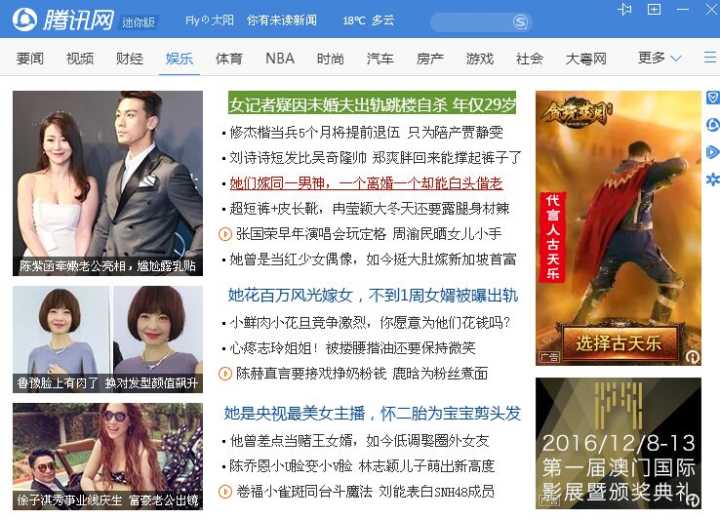 腾讯网 迷你版 Fly の太阳 你有未读新闻 18℃ 多云
要闻 视频 财经 娱乐 体育 NBA 时尚 汽车 房产 游戏 社会 大粤网 更多
陈紫函牵嫩老公亮相,尴尬露乳贴
鲁豫脸上有肉了 换对发型颜值飙升
徐子淇秀事业线庆生 富豪老公出镜
女记者疑因未婚夫出轨跳楼自杀 年仅29岁
修杰楷当兵5个月将提前退伍 只为陪产贾静雯
刘诗诗短发比吴奇隆帅 郑爽胖回来能撑起裤子了
她们嫁同一男神,一个离婚一个却能白头偕老
超短裤+皮长靴,冉莹颖大冬天还要露腿身材辣
张国荣早年演唱会玩定格 周渝民晒女儿小手
她曾是当红少女偶像,如今挺大肚嫁新加坡首富
她花百万风光嫁女,不到1周女婿被曝出轨
小鲜肉小花旦竞争激烈,你愿意为他们花钱吗?
心疼志玲姐姐!被搂腰揩油还要保持微笑
陈赫直言要接戏挣奶粉钱 鹿晗为粉丝煮面
她是央视最美女主播,怀二胎为宝宝剪头发
他曾差点当赌王女婿,如今低调娶圈外女友
陈乔恩小U脸变小V脸 林志颖儿子萌出新高度
卷福小雀斑同台斗魔法 刘能表白SNH48成员
贪玩蓝月
代言人古天乐
选择古天乐
广告
2016/12/8-13
第一届澳门国际
影展暨颁奖典礼
广告